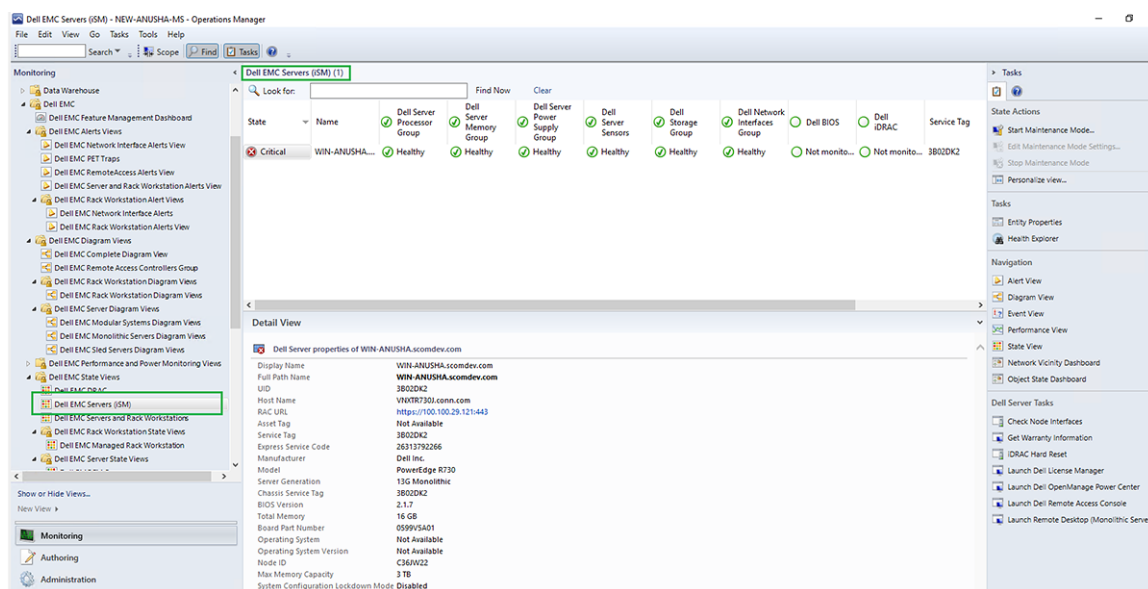 Dell EMC Servers (iSM) - NEW-ANUSHA-MS - Operations Manager
File Edit View Go Tasks Tools Help
Search Scope Find Tasks
Monitoring
Data Warehouse
Dell EMC
Dell EMC Feature Management Dashboard
Dell EMC Alerts Views
Dell EMC Network Interface Alerts View
Dell EMC PET Traps
Dell EMC RemoteAccess Alerts View
Dell EMC Server and Rack Workstation Alerts View
Dell EMC Rack Workstation Alert Views
Dell EMC Network Interface Alerts
Dell EMC Rack Workstation Alerts View
Dell EMC Diagram Views
Dell EMC Complete Diagram View
Dell EMC Remote Access Controllers Group
Dell EMC Rack Workstation Diagram Views
Dell EMC Rack Workstation Diagram Views
Dell EMC Server Diagram Views
Dell EMC Modular Systems Diagram Views
Dell EMC Monolithic Servers Diagram Views
Dell EMC Sled Servers Diagram Views
Dell EMC Performance and Power Monitoring Views
Dell EMC State Views
Dell EMC DRAC
Dell EMC Servers (iSM)
Dell EMC Servers and Rack Workstations
Dell EMC Rack Workstation State Views
Dell EMC Managed Rack Workstation
Dell EMC Server State Views
Show or Hide Views...
New View
Monitoring
Authoring
Administration
Dell EMC Servers (iSM) (1)
Look for: Find Now Clear
State Name Dell Server Processor Group Dell Server Memory Group Dell Server Power Supply Group Dell Server Sensors Dell Storage Group Dell Network Interfaces Group Dell BIOS Dell iDRAC Service Tag
Critical WIN-ANUSHA.... Healthy Healthy Healthy Healthy Healthy Healthy Not monito... Not monito... 3B02DK2
Detail View
Dell Server properties of WIN-ANUSHA.scomdev.com
Display Name WIN-ANUSHA.scomdev.com
Full Path Name WIN-ANUSHA.scomdev.com
UID 3B02DK2
Host Name VNXTR730J.conn.com
RAC URL https://100.100.29.121:443
Asset Tag Not Available
Service Tag 3B02DK2
Express Service Code 26313792266
Manufacturer Dell Inc.
Model PowerEdge R730
Server Generation 13G Monolithic
Chassis Service Tag 3B02DK2
BIOS Version 2.1.7
Total Memory 16 GB
Board Part Number 0599V5A01
Operating System Not Available
Operating System Version Not Available
Node ID C36JW22
Max Memory Capacity 3 TB
System Configuration Lockdown Mode Disabled
Tasks
State Actions
Start Maintenance Mode...
Edit Maintenance Mode Settings...
Stop Maintenance Mode
Personalize view...
Tasks
Entity Properties
Health Explorer
Navigation
Alert View
Diagram View
Event View
Performance View
State View
Network Vicinity Dashboard
Object State Dashboard
Dell Server Tasks
Check Node Interfaces
Get Warranty Information
iDRAC Hard Reset
Launch Dell License Manager
Launch Dell OpenManage Power Center
Launch Dell Remote Access Console
Launch Remote Desktop (Monolithic Serve